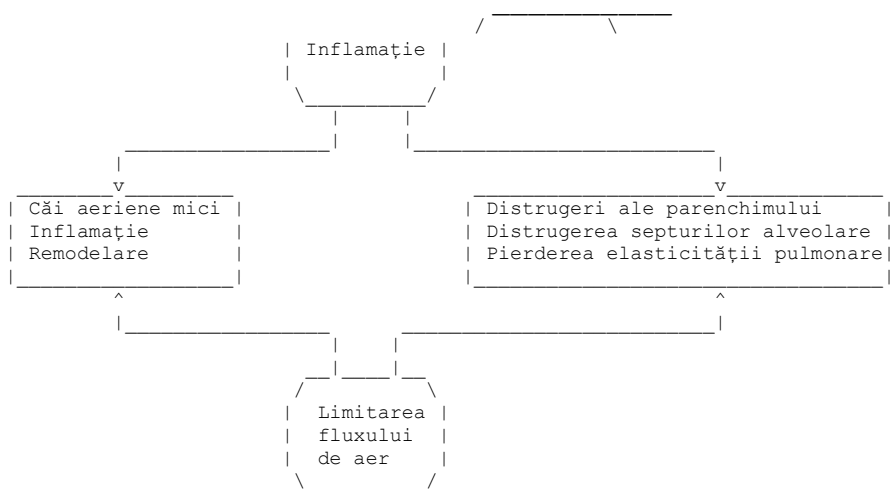 Inflamație
Căi aeriene mici
Inflamație
Remodelare
Distrugeri ale parenchimului
Distrugerea septurilor alveolare
Pierderea elasticității pulmonare
Limitarea
fluxului
de aer